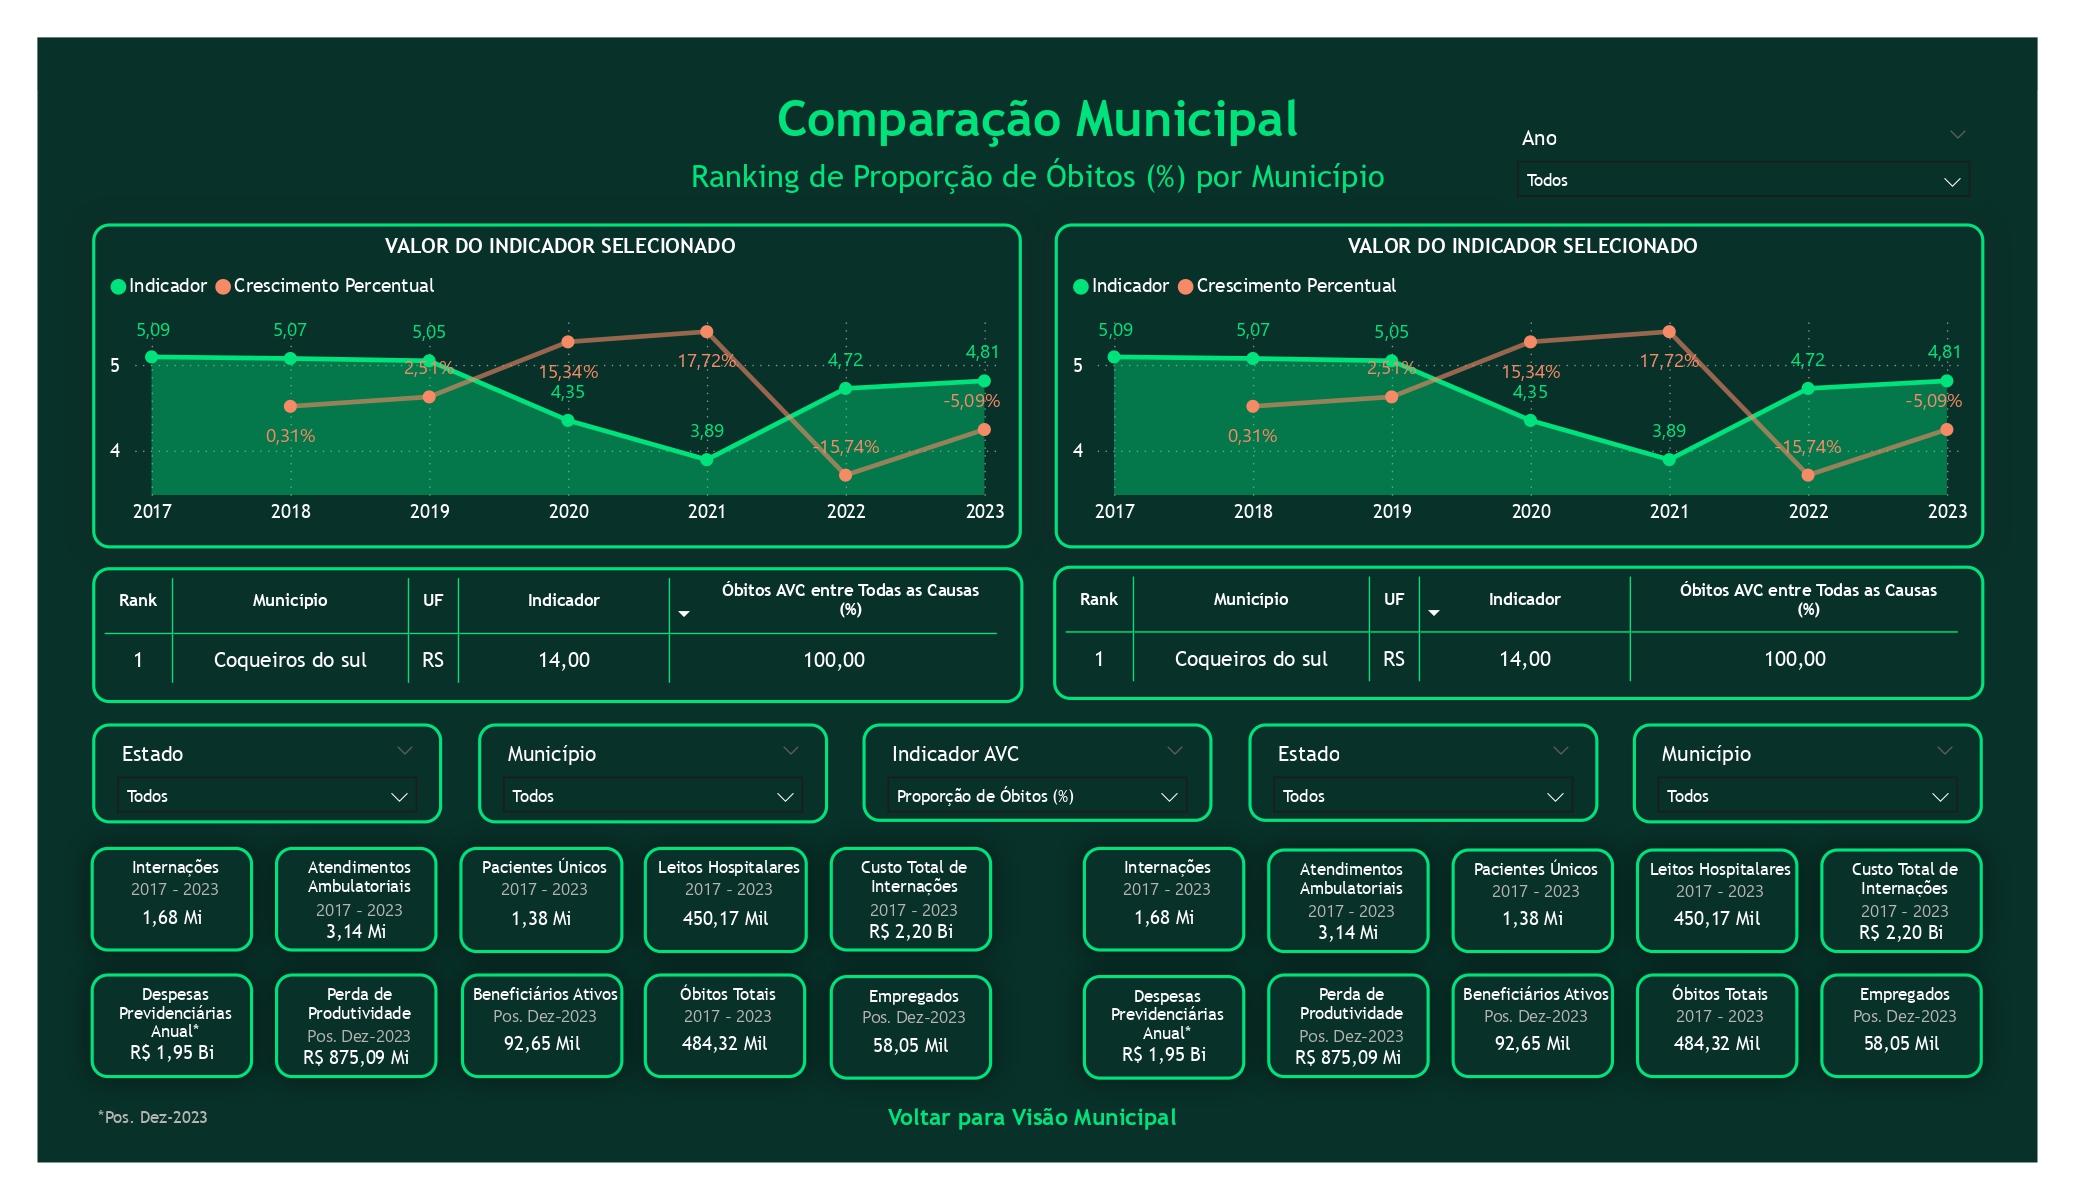 Comparação Municipal
Ranking de Proporção de Óbitos (%) por Município
Ano
Todos
VALOR DO INDICADOR SELECIONADO
Indicador Crescimento Percentual
5,09 5,07 5,05 4,35 3,89 4,72 4,81
0,31% 2,51% 15,34% 17,72% -15,74% -5,09%
5
4
2017 2018 2019 2020 2021 2022 2023
VALOR DO INDICADOR SELECIONADO
Indicador Crescimento Percentual
5,09 5,07 5,05 4,35 3,89 4,72 4,81
0,31% 2,51% 15,34% 17,72% -15,74% -5,09%
5
4
2017 2018 2019 2020 2021 2022 2023
Rank Município UF Indicador Óbitos AVC entre Todas as Causas
(%)
1 Coqueiros do sul RS 14,00 100,00
Rank Município UF Indicador Óbitos AVC entre Todas as Causas
(%)
1 Coqueiros do sul RS 14,00 100,00
Estado
Todos
Município
Todos
Indicador AVC
Proporção de Óbitos (%)
Estado
Todos
Município
Todos
Internações
2017 - 2023
1,68 Mi
Atendimentos
Ambulatoriais
2017 - 2023
3,14 Mi
Pacientes Únicos
2017 - 2023
1,38 Mi
Leitos Hospitalares
2017 - 2023
450,17 Mil
Custo Total de
Internações
2017 - 2023
R$ 2,20 Bi
Internações
2017 - 2023
1,68 Mi
Atendimentos
Ambulatoriais
2017 - 2023
3,14 Mi
Pacientes Únicos
2017 - 2023
1,38 Mi
Leitos Hospitalares
2017 - 2023
450,17 Mil
Custo Total de
Internações
2017 - 2023
R$ 2,20 Bi
Despesas
Previdenciárias
Anual*
R$ 1,95 Bi
Perda de
Produtividade
Pos. Dez-2023
R$ 875,09 Mi
Beneficiários Ativos
Pos. Dez-2023
92,65 Mil
Óbitos Totais
2017 - 2023
484,32 Mil
Empregados
Pos. Dez-2023
58,05 Mil
Despesas
Previdenciárias
Anual*
R$ 1,95 Bi
Perda de
Produtividade
Pos. Dez-2023
R$ 875,09 Mi
Beneficiários Ativos
Pos. Dez-2023
92,65 Mil
Óbitos Totais
2017 - 2023
484,32 Mil
Empregados
Pos. Dez-2023
58,05 Mil
*Pos. Dez-2023
Voltar para Visão Municipal